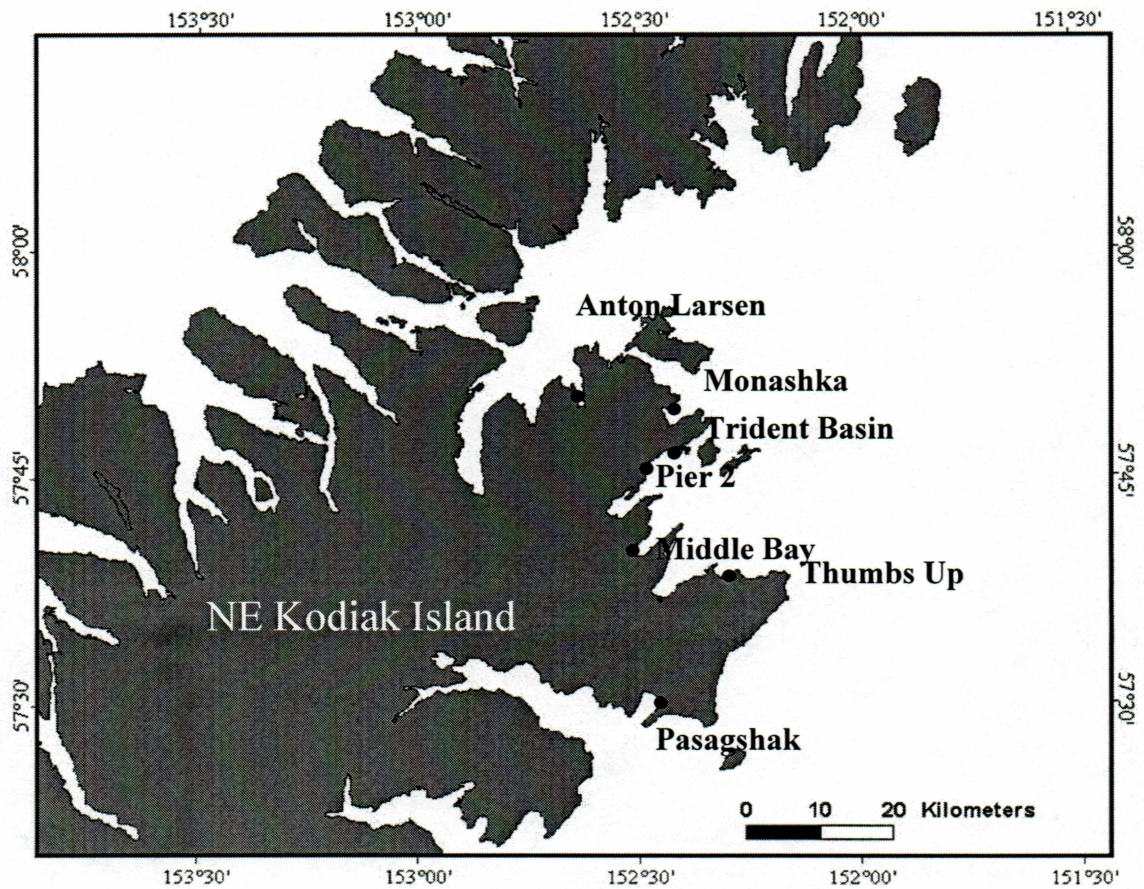 153°30' 153°00' 152°30' 152°00' 151°30'
58°00' 58°00'
Anton Larsen
Monashka
Trident Basin
57°45' Pier 2 57°45'
Middle Bay
Thumbs Up
NE Kodiak Island
57°30' 57°30'
Pasagshak
0 10 20 Kilometers
153°30' 153°00' 152°30' 152°00' 151°30'